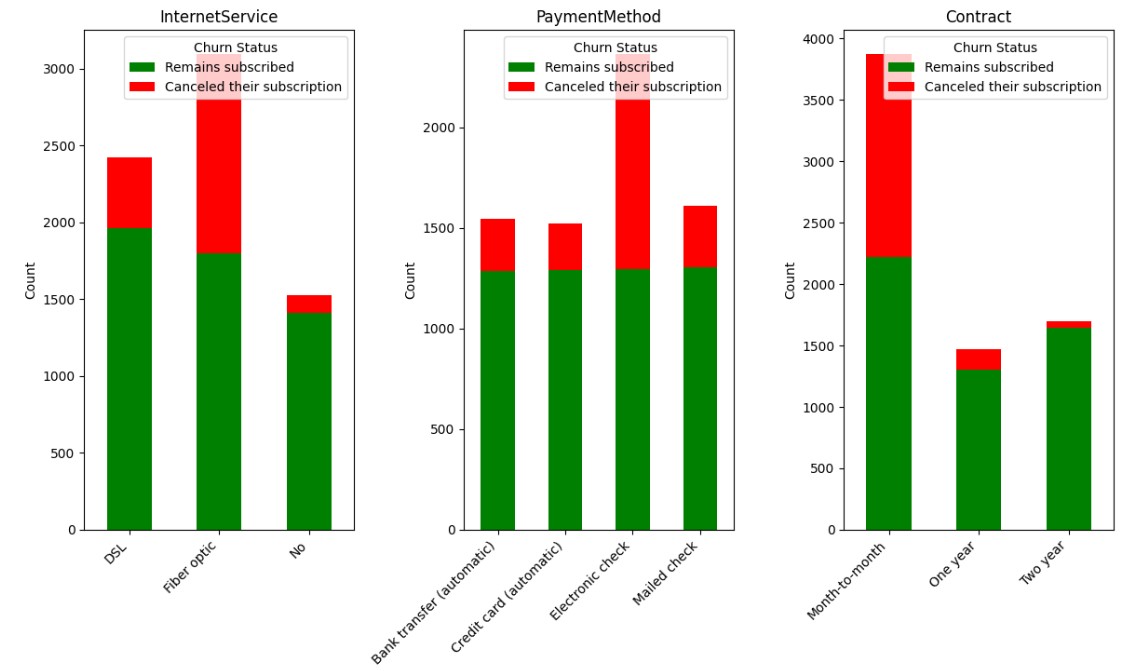 InternetService
Churn Status
Remains subscribed
Canceled their subscription
Count
3000
2500
2000
1500
1000
500
0
DSL
Fiber optic
No
PaymentMethod
Churn Status
Remains subscribed
Canceled their subscription
Count
2000
1500
1000
500
0
Bank transfer (automatic)
Credit card (automatic)
Electronic check
Mailed check
Contract
Churn Status
Remains subscribed
Canceled their subscription
Count
4000
3500
3000
2500
2000
1500
1000
500
0
Month-to-month
One year
Two year